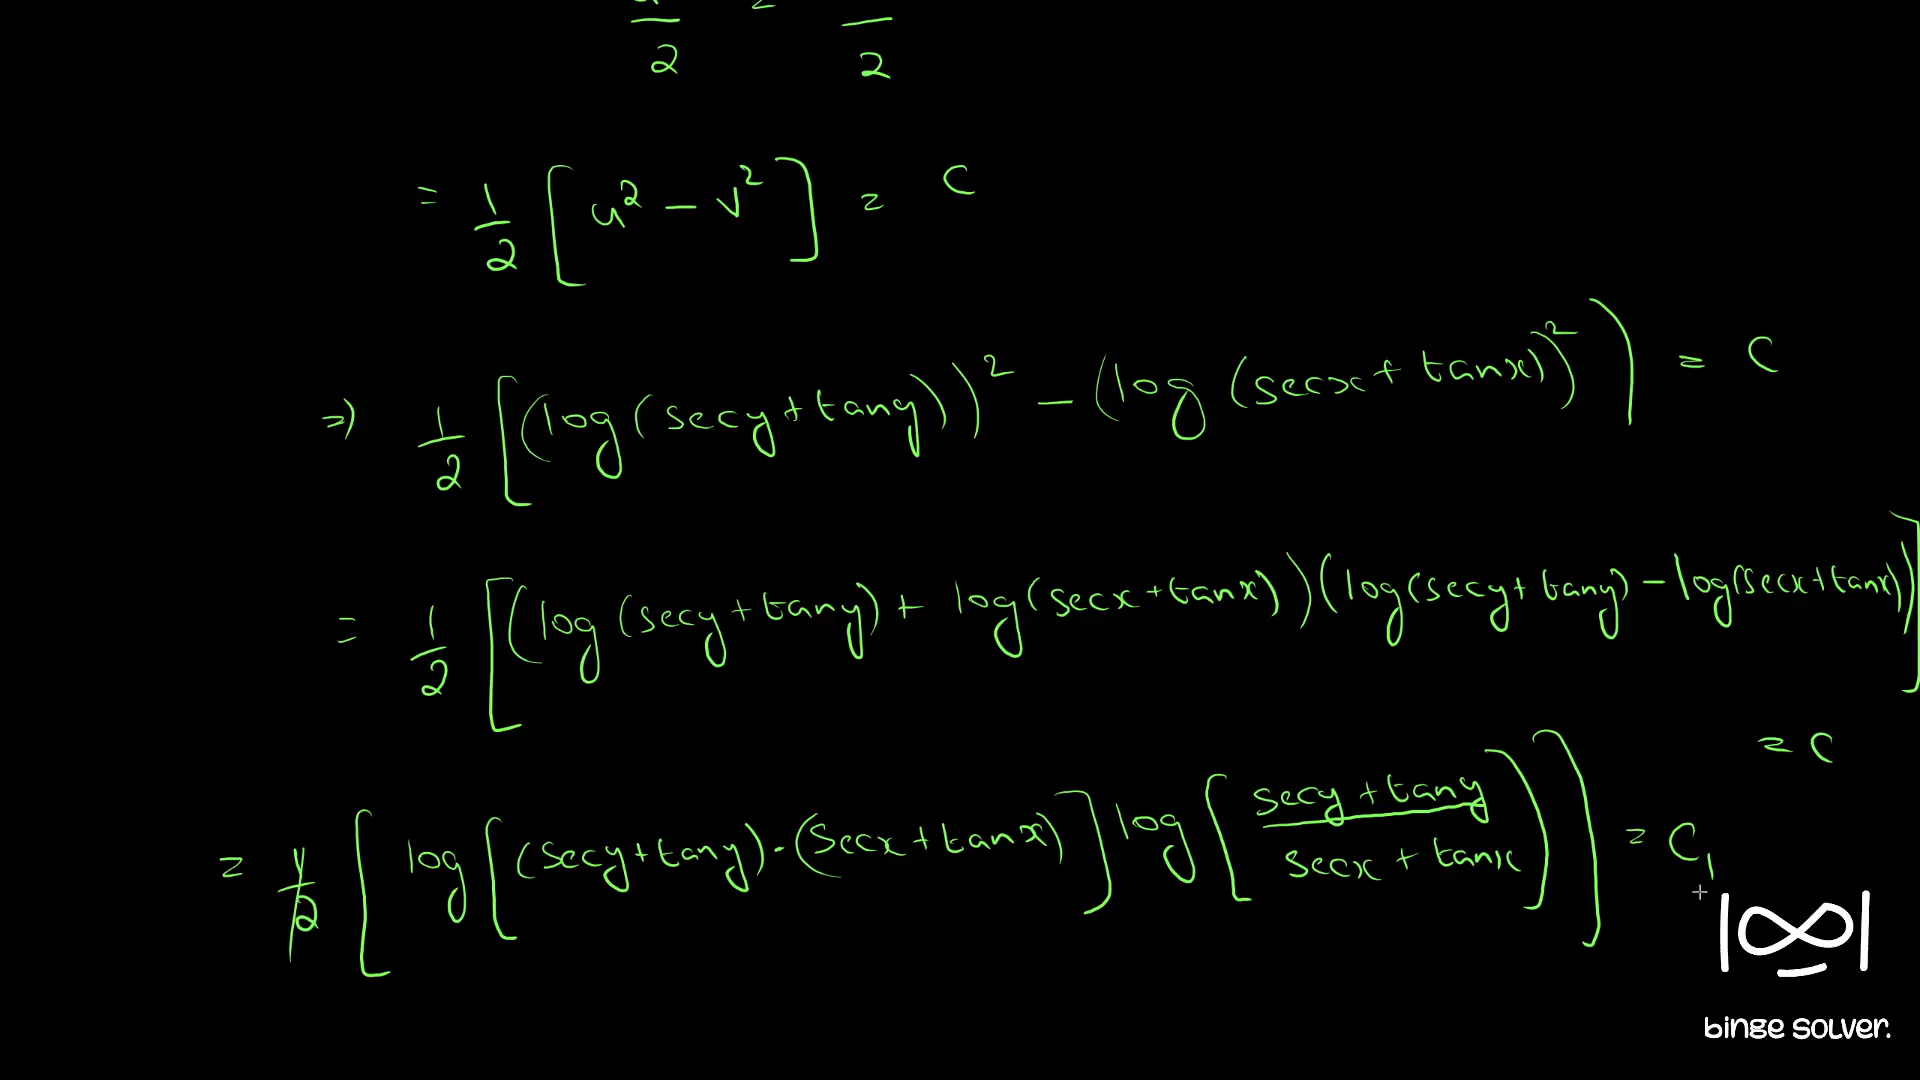 2 = 2
= 1/2 [u² - v²] = C
⇒ 1/2 [(log(secy+tany))² - (log(secx+tanx))²] = C
= 1/2 [(log(secy+tany) + log(secx+tanx))(log(secy+tany) - log(secx+tanx))]
= C
= 1/2 [log[(secy+tany)·(secx+tanx)] log[secy+tany / secx+tanx]] = C₁
binge solver.